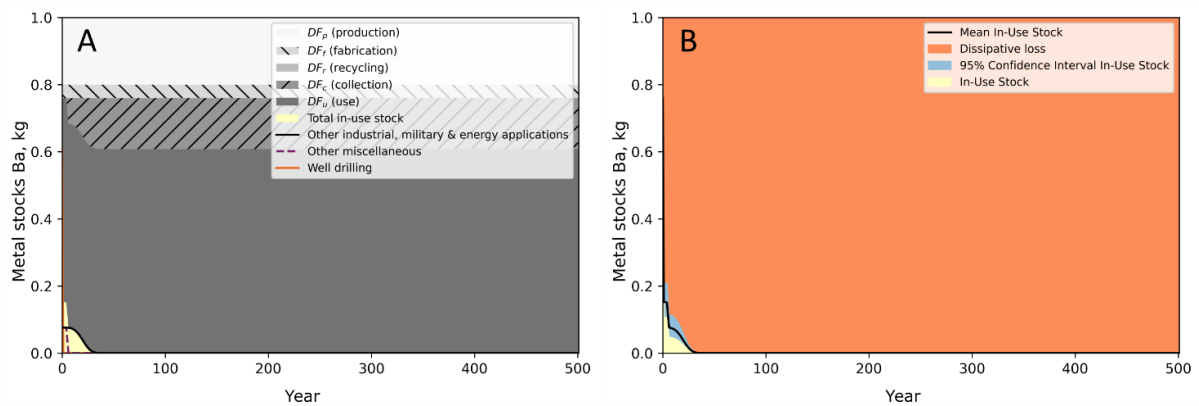 A
Metal stocks Ba, kg
1.0
0.8
0.6
0.4
0.2
0.0
DFp (production)
DFf (fabrication)
DFr (recycling)
DFc (collection)
DFu (use)
Total in-use stock
Other industrial, military & energy applications
Other miscellaneous
Well drilling
0 100 200 300 400 500
Year
B
Metal stocks Ba, kg
1.0
0.8
0.6
0.4
0.2
0.0
Mean In-Use Stock
Dissipative loss
95% Confidence Interval In-Use Stock
In-Use Stock
0 100 200 300 400 500
Year